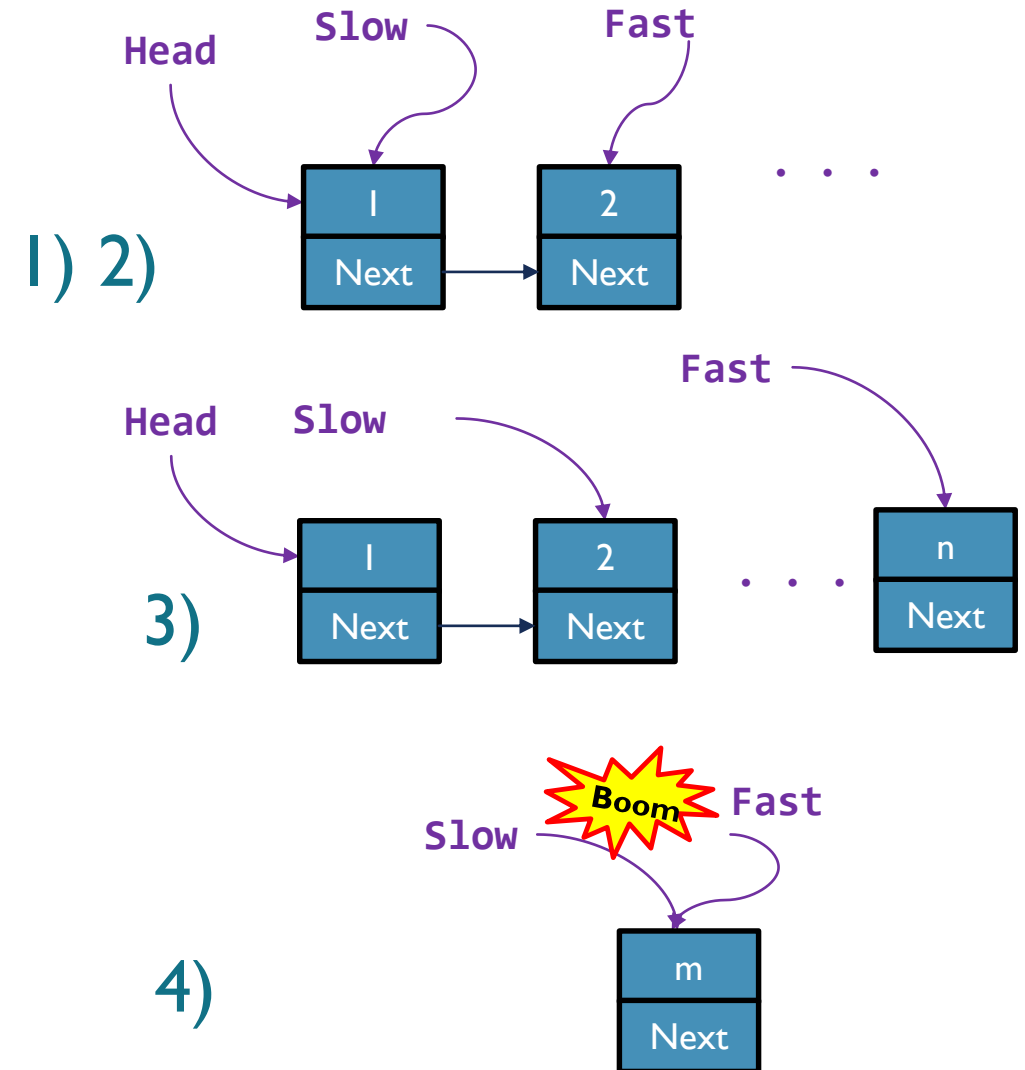 Head Slow Fast
1 2 . . .
1) 2)
Next Next
Fast
Head Slow
1 2 . . . n
3)
Next Next Next
Boom Fast
Slow
m
4)
Next